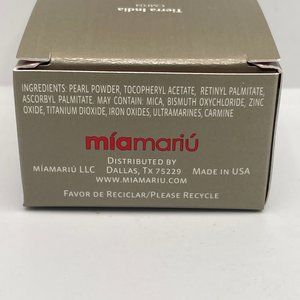 Tierra India
INGREDIENTS: PEARL POWDER, TOCOPHERYL ACETATE, RETINYL PALMITATE,
ASCORBYL PALMITATE. MAY CONTAIN: MICA, BISMUTH OXYCHLORIDE, ZINC
OXIDE, TITANIUM DIOXIDE, IRON OXIDES, ULTRAMARINES, CARMINE
míamariú
DISTRIBUTED BY
MÍAMARIÚ LLC DALLAS, TX 75229 MADE IN USA
WWW.MIAMARIU.COM
FAVOR DE RECICLAR/PLEASE RECYCLE